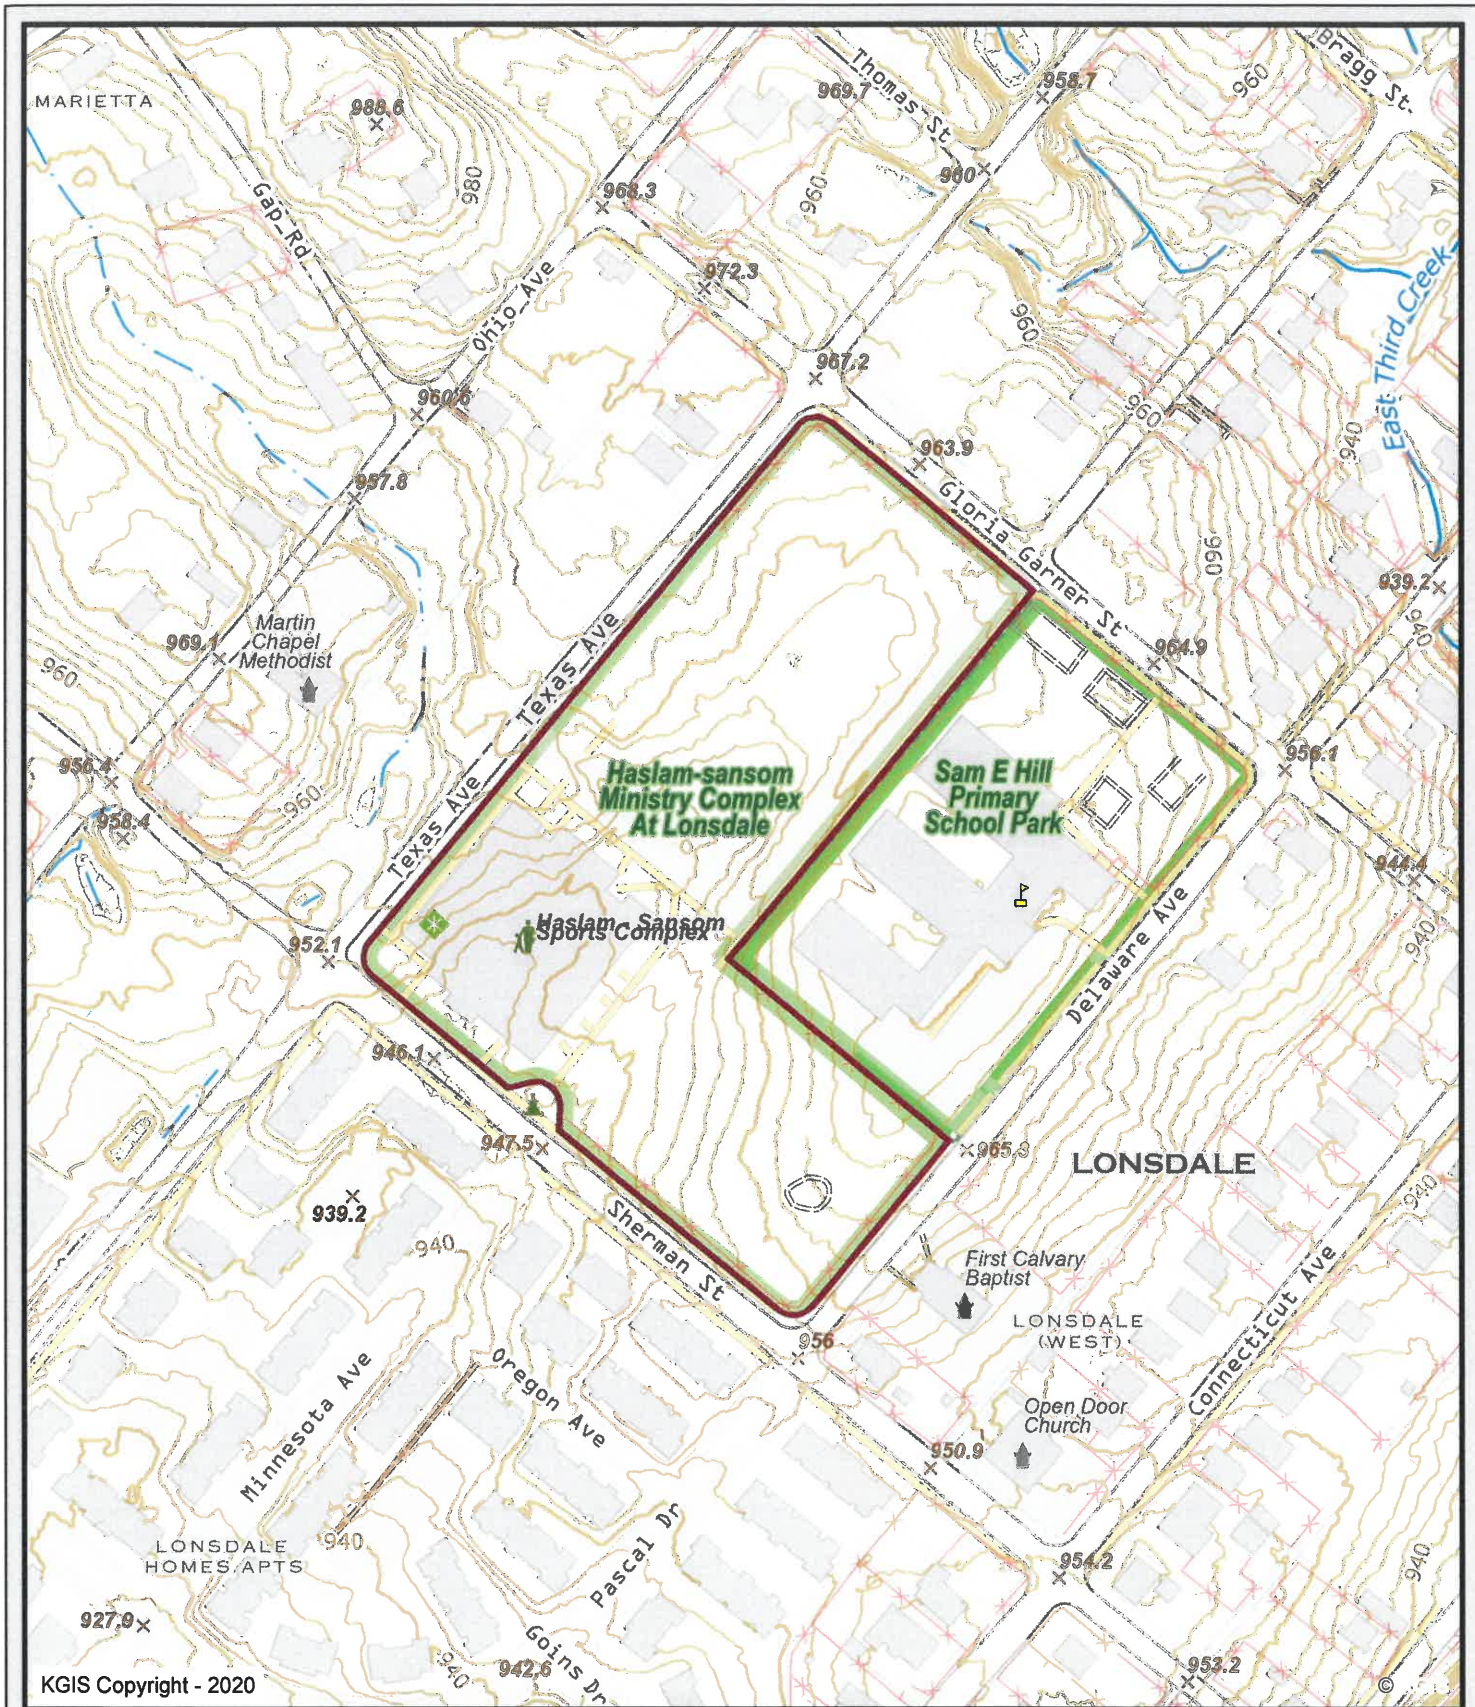 Bragg St.
MARIETTA
988.6
Thomas St
969.7
958.7
960
980
Gap Rd
968.3
960
960
972.3
Ohio Ave
East Third Creek
960
967.2
960.6
960
940
963.9
957.8
Gloria Garner St
960
939.2
940
Martin
Chapel
Methodist
969.1
960
Texas Ave
964.9
956.1
956.4
960
958.4
Texas Ave
Haslam-sansom
Ministry Complex
At Lonsdale
Sam E Hill
Primary
School Park
944.4
Haslam - Sansom
Sports Complex
952.1
Delaware Ave
940
946.1
947.5
965.3
LONSDALE
939.2
940
940
Sherman St
First Calvary
Baptist
LONSDALE
(WEST)
956
Connecticut Ave
Minnesota Ave
Oregon Ave
Open Door
Church
950.9
LONSDALE
HOMES APTS
940
Pascal Dr
954.2
940
927.9
Goins Dr
940
942.6
953.2
KGIS Copyright - 2020
©